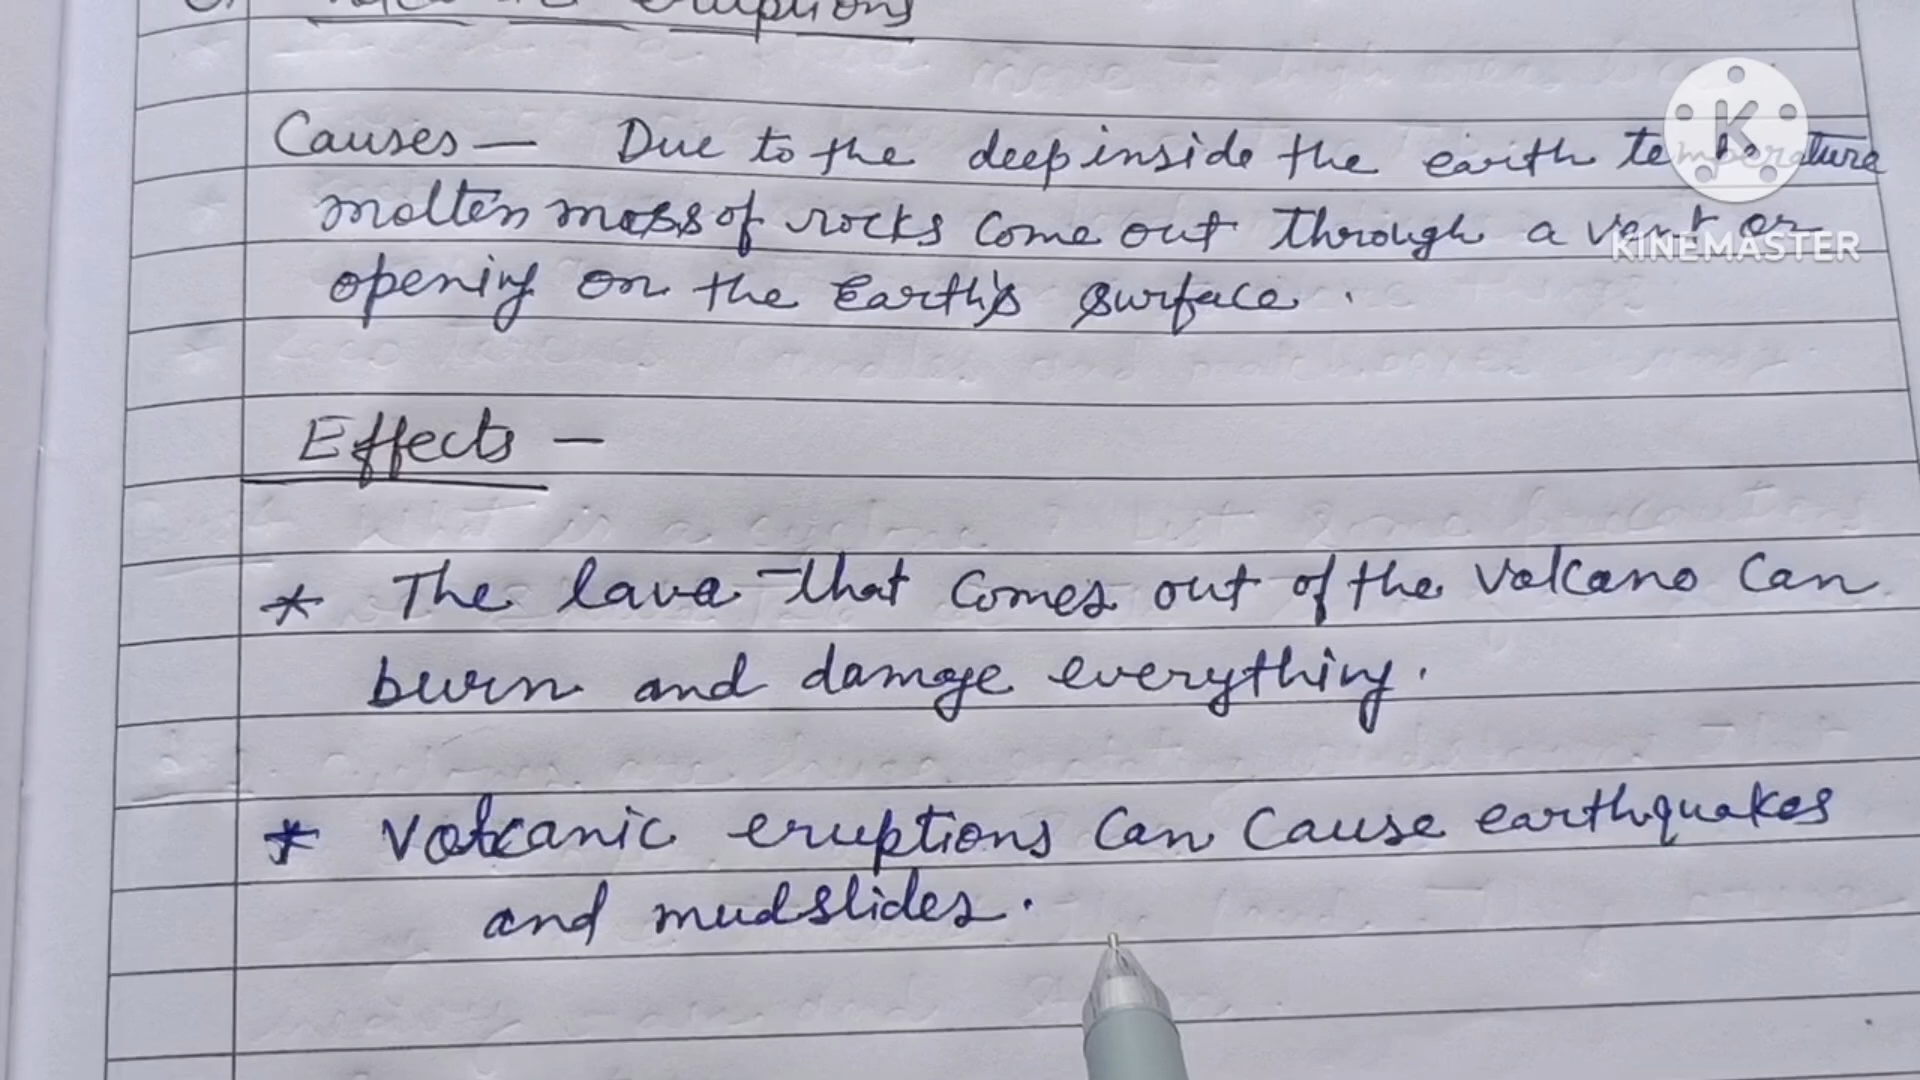 eruptions
Causes — Due to the deep inside the earth temperature
molten mass of rocks come out through a vent or
opening on the Earth's surface.
Effects —
* The lava that comes out of the volcano can
burn and damage everything.
* Volcanic eruptions can cause earthquakes
and mudslides.
K
KINEMASTER